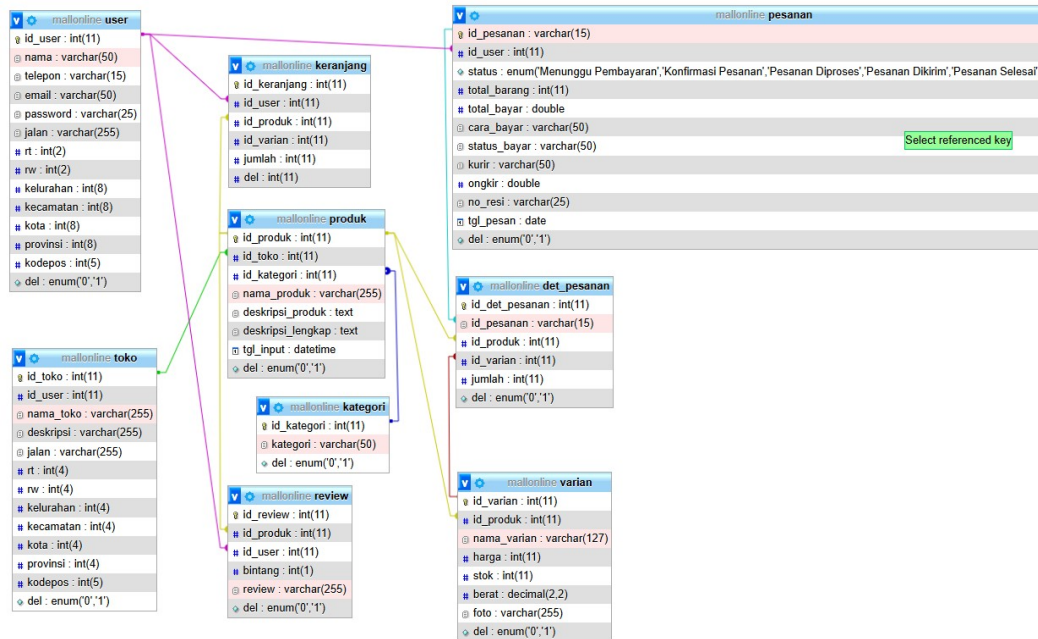 mallonline user
id_user : int(11)
nama : varchar(50)
telepon : varchar(15)
email : varchar(50)
password : varchar(25)
jalan : varchar(255)
rt : int(2)
rw : int(2)
kelurahan : int(8)
kecamatan : int(8)
kota : int(8)
provinsi : int(8)
kodepos : int(5)
del : enum('0','1')
mallonline toko
id_toko : int(11)
id_user : int(11)
nama_toko : varchar(255)
deskripsi : varchar(255)
jalan : varchar(255)
rt : int(4)
rw : int(4)
kelurahan : int(4)
kecamatan : int(4)
kota : int(4)
provinsi : int(4)
kodepos : int(5)
del : enum('0','1')
mallonline keranjang
id_keranjang : int(11)
id_user : int(11)
id_produk : int(11)
id_varian : int(11)
jumlah : int(11)
del : int(11)
mallonline produk
id_produk : int(11)
id_toko : int(11)
id_kategori : int(11)
nama_produk : varchar(255)
deskripsi_produk : text
deskripsi_lengkap : text
tgl_input : datetime
del : enum('0','1')
mallonline kategori
id_kategori : int(11)
kategori : varchar(50)
del : enum('0','1')
mallonline review
id_review : int(11)
id_produk : int(11)
id_user : int(11)
bintang : int(1)
review : varchar(255)
del : enum('0','1')
mallonline pesanan
id_pesanan : varchar(15)
id_user : int(11)
status : enum('Menunggu Pembayaran','Konfirmasi Pesanan','Pesanan Diproses','Pesanan Dikirim','Pesanan Selesai'
total_barang : int(11)
total_bayar : double
cara_bayar : varchar(50)
status_bayar : varchar(50)
kurir : varchar(50)
ongkir : double
no_resi : varchar(25)
tgl_pesan : date
del : enum('0','1')
Select referenced key
mallonline det_pesanan
id_det_pesanan : int(11)
id_pesanan : varchar(15)
id_produk : int(11)
id_varian : int(11)
jumlah : int(11)
del : enum('0','1')
mallonline varian
id_varian : int(11)
id_produk : int(11)
nama_varian : varchar(127)
harga : int(11)
stok : int(11)
berat : decimal(2,2)
foto : varchar(255)
del : enum('0','1')